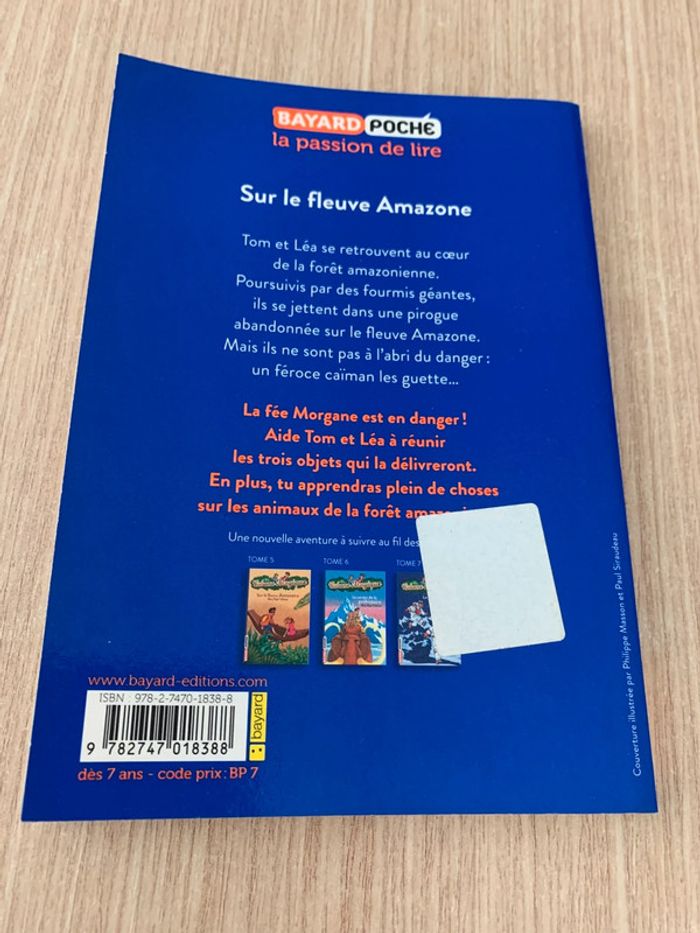 BAYARD POCHE
la passion de lire
Sur le fleuve Amazone
Tom et Léa se retrouvent au cœur
de la forêt amazonienne.
Poursuivis par des fourmis géantes,
ils se jettent dans une pirogue
abandonnée sur le fleuve Amazone.
Mais ils ne sont pas à l'abri du danger :
un féroce caïman les guette...
La fée Morgane est en danger !
Aide Tom et Léa à réunir
les trois objets qui la délivreront.
En plus, tu apprendras plein de choses
sur les animaux de la forêt
Une nouvelle aventure à suivre au fil des
TOME 5 TOME 6 TOME 7
Sur le fleuve Amazone
www.bayard-editions.com
ISBN : 978-2-7470-1838-8
9 782747 018388
bayard
dès 7 ans - code prix : BP 7
Couverture illustrée par Philippe Masson et Paul Siraudeau